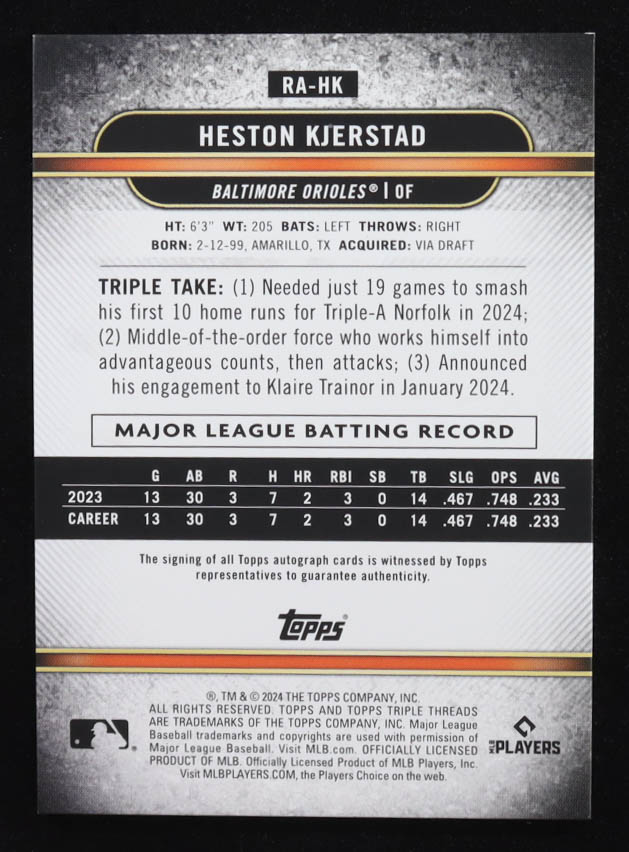 RA-HK
HESTON KJERSTAD
BALTIMORE ORIOLES® | OF
HT: 6'3" WT: 205 BATS: LEFT THROWS: RIGHT
BORN: 2-12-99, AMARILLO, TX ACQUIRED: VIA DRAFT
TRIPLE TAKE: (1) Needed just 19 games to smash
his first 10 home runs for Triple-A Norfolk in 2024;
(2) Middle-of-the-order force who works himself into
advantageous counts, then attacks; (3) Announced
his engagement to Klaire Trainor in January 2024.
MAJOR LEAGUE BATTING RECORD
G AB R H HR RBI SB TB SLG OPS AVG
2023 13 30 3 7 2 3 0 14 .467 .748 .233
CAREER 13 30 3 7 2 3 0 14 .467 .748 .233
The signing of all Topps autograph cards is witnessed by Topps
representatives to guarantee authenticity.
Topps®
®, TM & © 2024 THE TOPPS COMPANY, INC.
ALL RIGHTS RESERVED. TOPPS AND TOPPS TRIPLE THREADS
ARE TRADEMARKS OF THE TOPPS COMPANY, INC. Major League
Baseball trademarks and copyrights are used with permission of
Major League Baseball. Visit MLB.com. OFFICIALLY LICENSED
PRODUCT OF MLB. Officially Licensed Product of MLB Players, Inc.
Visit MLBPLAYERS.COM, the Players Choice on the web.
MLB PLAYERS